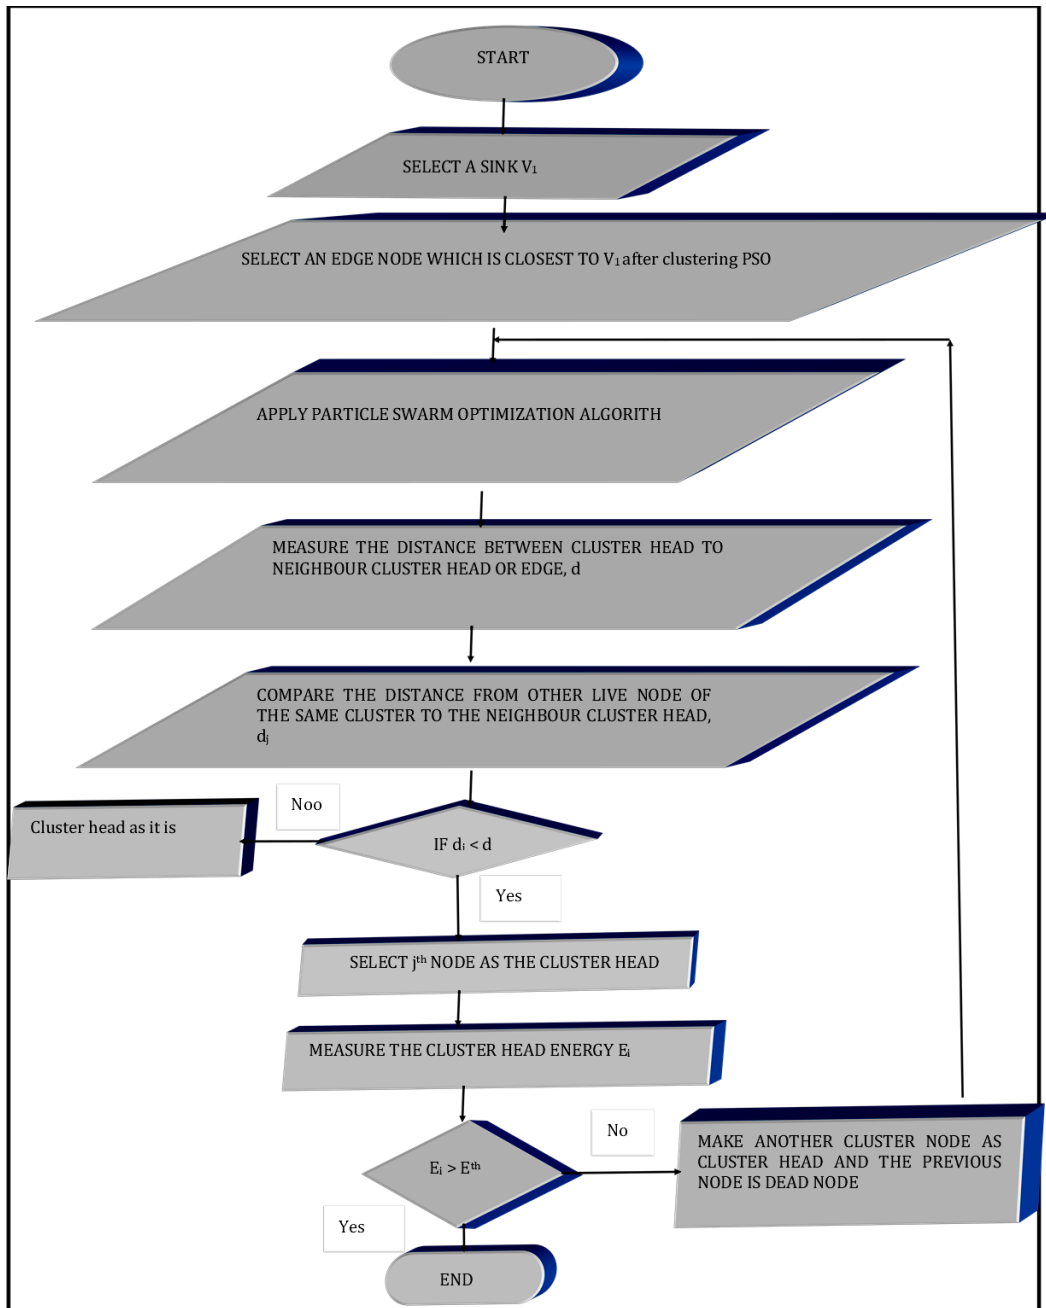 START
SELECT A SINK V₁
SELECT AN EDGE NODE WHICH IS CLOSEST TO V₁ after clustering PSO
APPLY PARTICLE SWARM OPTIMIZATION ALGORITH
MEASURE THE DISTANCE BETWEEN CLUSTER HEAD TO
NEIGHBOUR CLUSTER HEAD OR EDGE, d
COMPARE THE DISTANCE FROM OTHER LIVE NODE OF
THE SAME CLUSTER TO THE NEIGHBOUR CLUSTER HEAD,
dⱼ
Noo
Cluster head as it is
IF dᵢ < d
Yes
SELECT jᵗʰ NODE AS THE CLUSTER HEAD
MEASURE THE CLUSTER HEAD ENERGY Eᵢ
No
MAKE ANOTHER CLUSTER NODE AS
CLUSTER HEAD AND THE PREVIOUS
NODE IS DEAD NODE
Eᵢ > Eᵗʰ
Yes
END